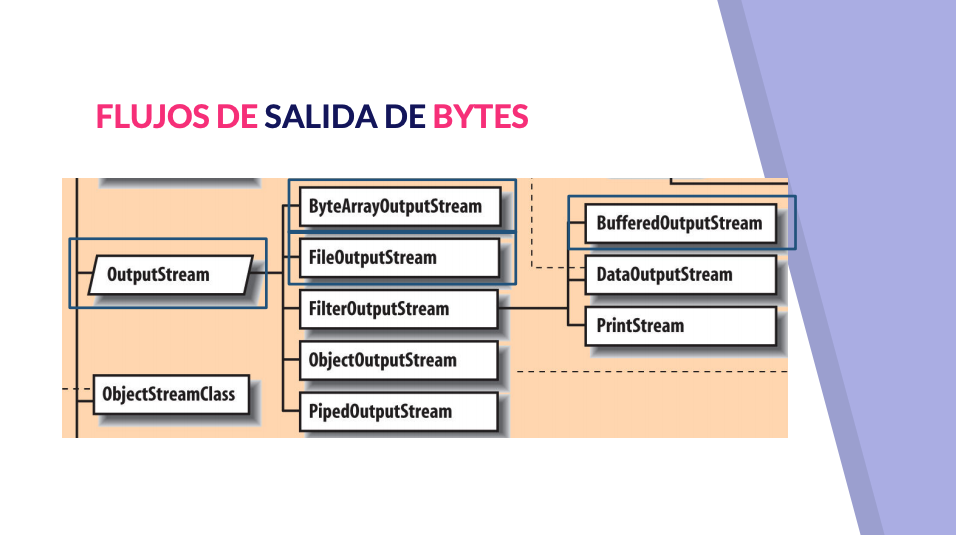 FLUJOS DE SALIDA DE BYTES
ByteArrayOutputStream
BufferedOutputStream
FileOutputStream
OutputStream
DataOutputStream
FilterOutputStream
PrintStream
ObjectOutputStream
ObjectStreamClass
PipedOutputStream